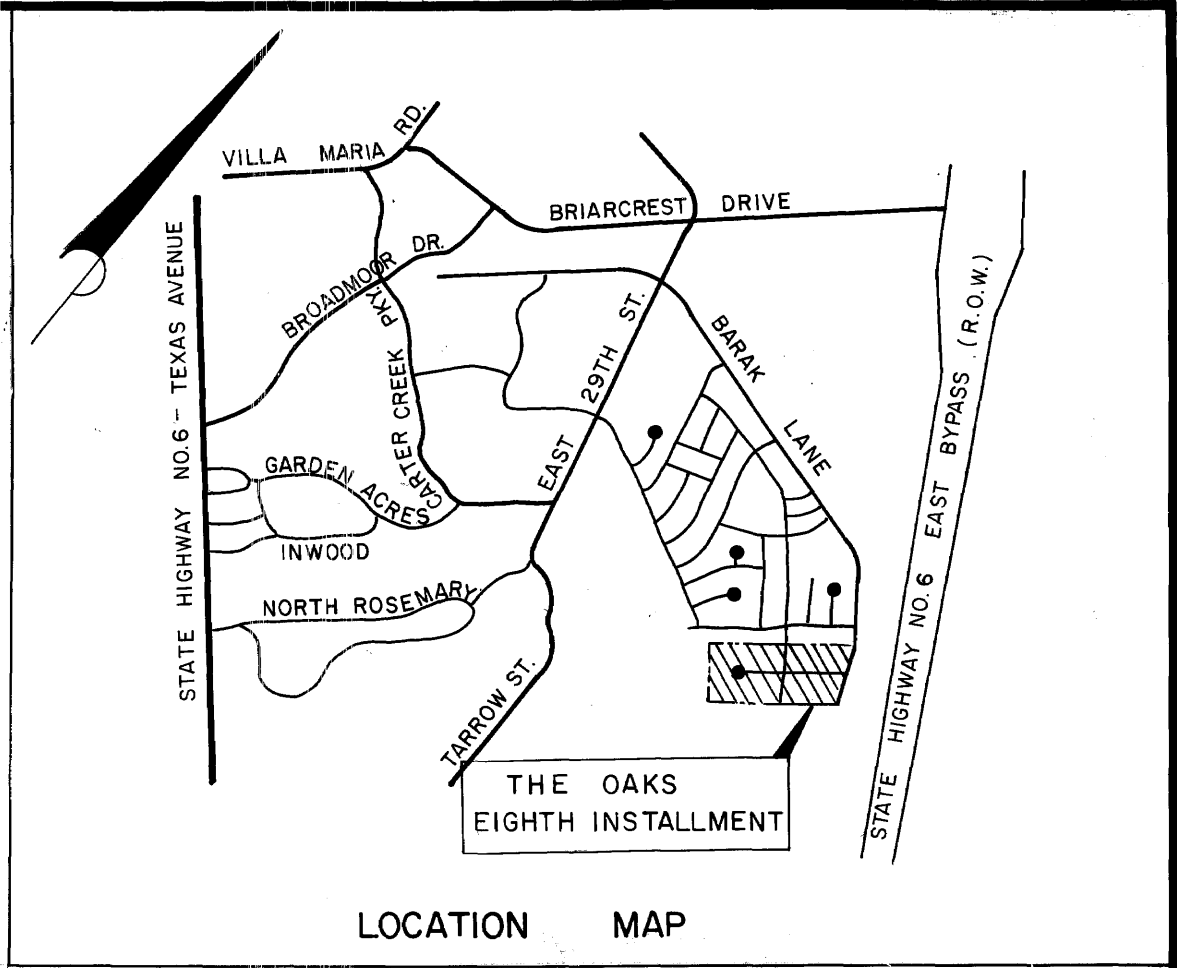 VILLA MARIA RD.
BRIARCREST DRIVE
BROADMOOR DR.
STATE HIGHWAY NO.6 - TEXAS AVENUE
CARTER CREEK PKY.
EAST 29TH ST.
BARAK LANE
STATE HIGHWAY NO.6 EAST BYPASS (R.O.W.)
GARDEN ACRES
INWOOD
NORTH ROSEMARY
TARROW ST.
THE OAKS
EIGHTH INSTALLMENT
LOCATION MAP